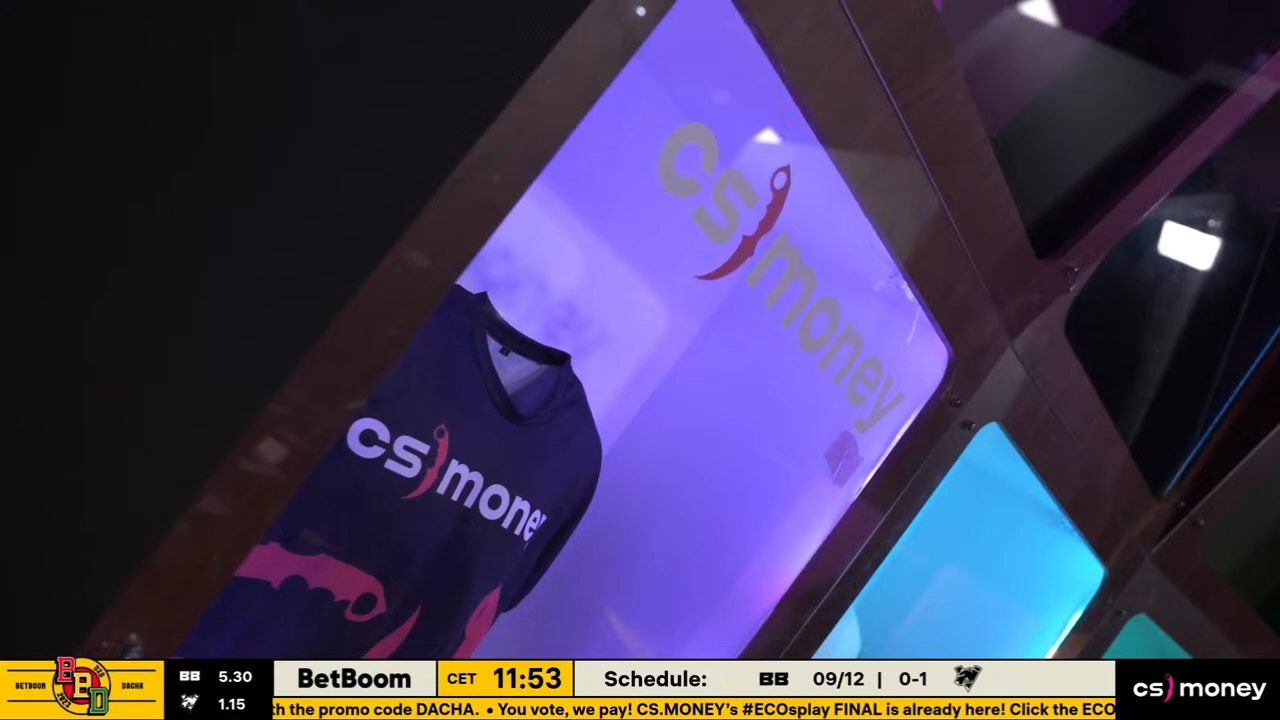 cs money
cs money
BETBOOM BBD DACHA
BB 5.30
1.15
BetBoom
CET 11:53
Schedule: BB 09/12 | 0-1
th the promo code DACHA. • You vote, we pay! CS.MONEY's #ECOsplay FINAL is already here! Click the ECO
cs money